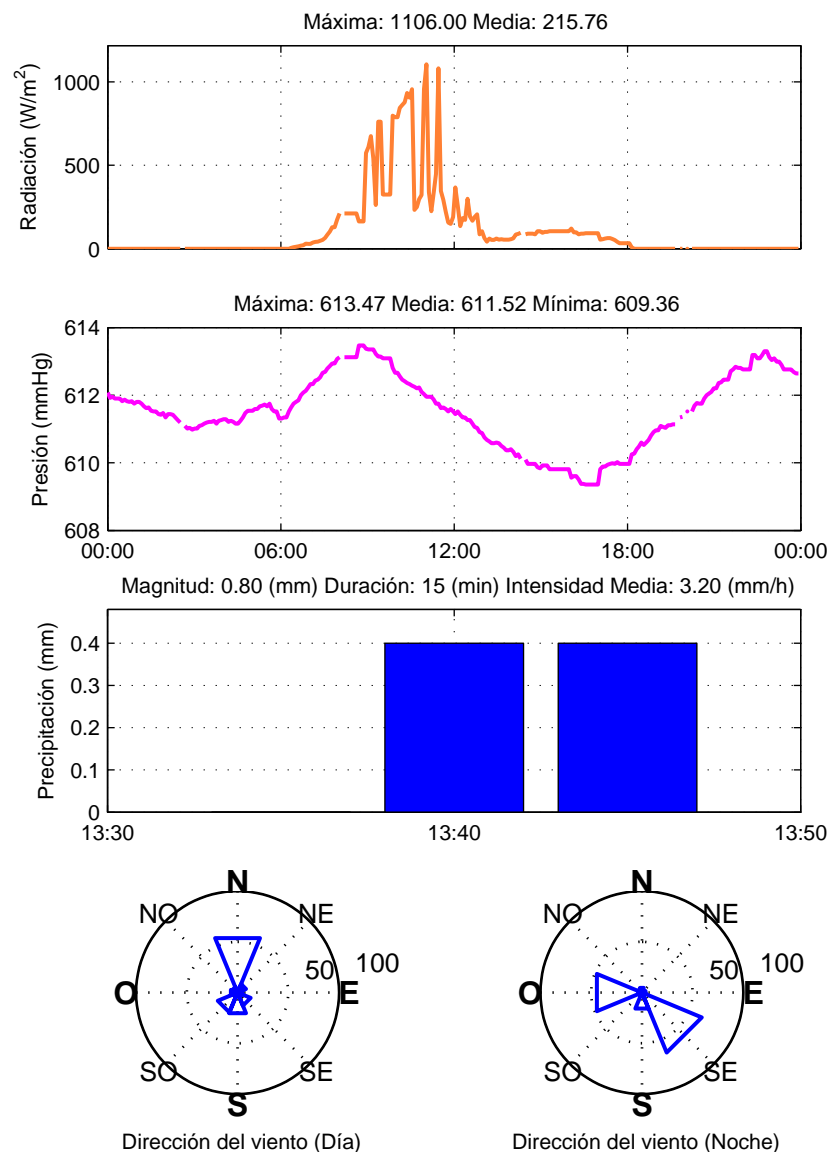 Máxima: 1106.00 Media: 215.76
Radiación (W/m²)
1000
500
0
Máxima: 613.47 Media: 611.52 Mínima: 609.36
Presión (mmHg)
614
612
610
608
00:00 06:00 12:00 18:00 00:00
Magnitud: 0.80 (mm) Duración: 15 (min) Intensidad Media: 3.20 (mm/h)
Precipitación (mm)
0.4
0.3
0.2
0.1
0
13:30 13:40 13:50
N
NO NE
50 100
O E
SO SE
S
Dirección del viento (Día)
N
NO NE
50 100
O E
SO SE
S
Dirección del viento (Noche)